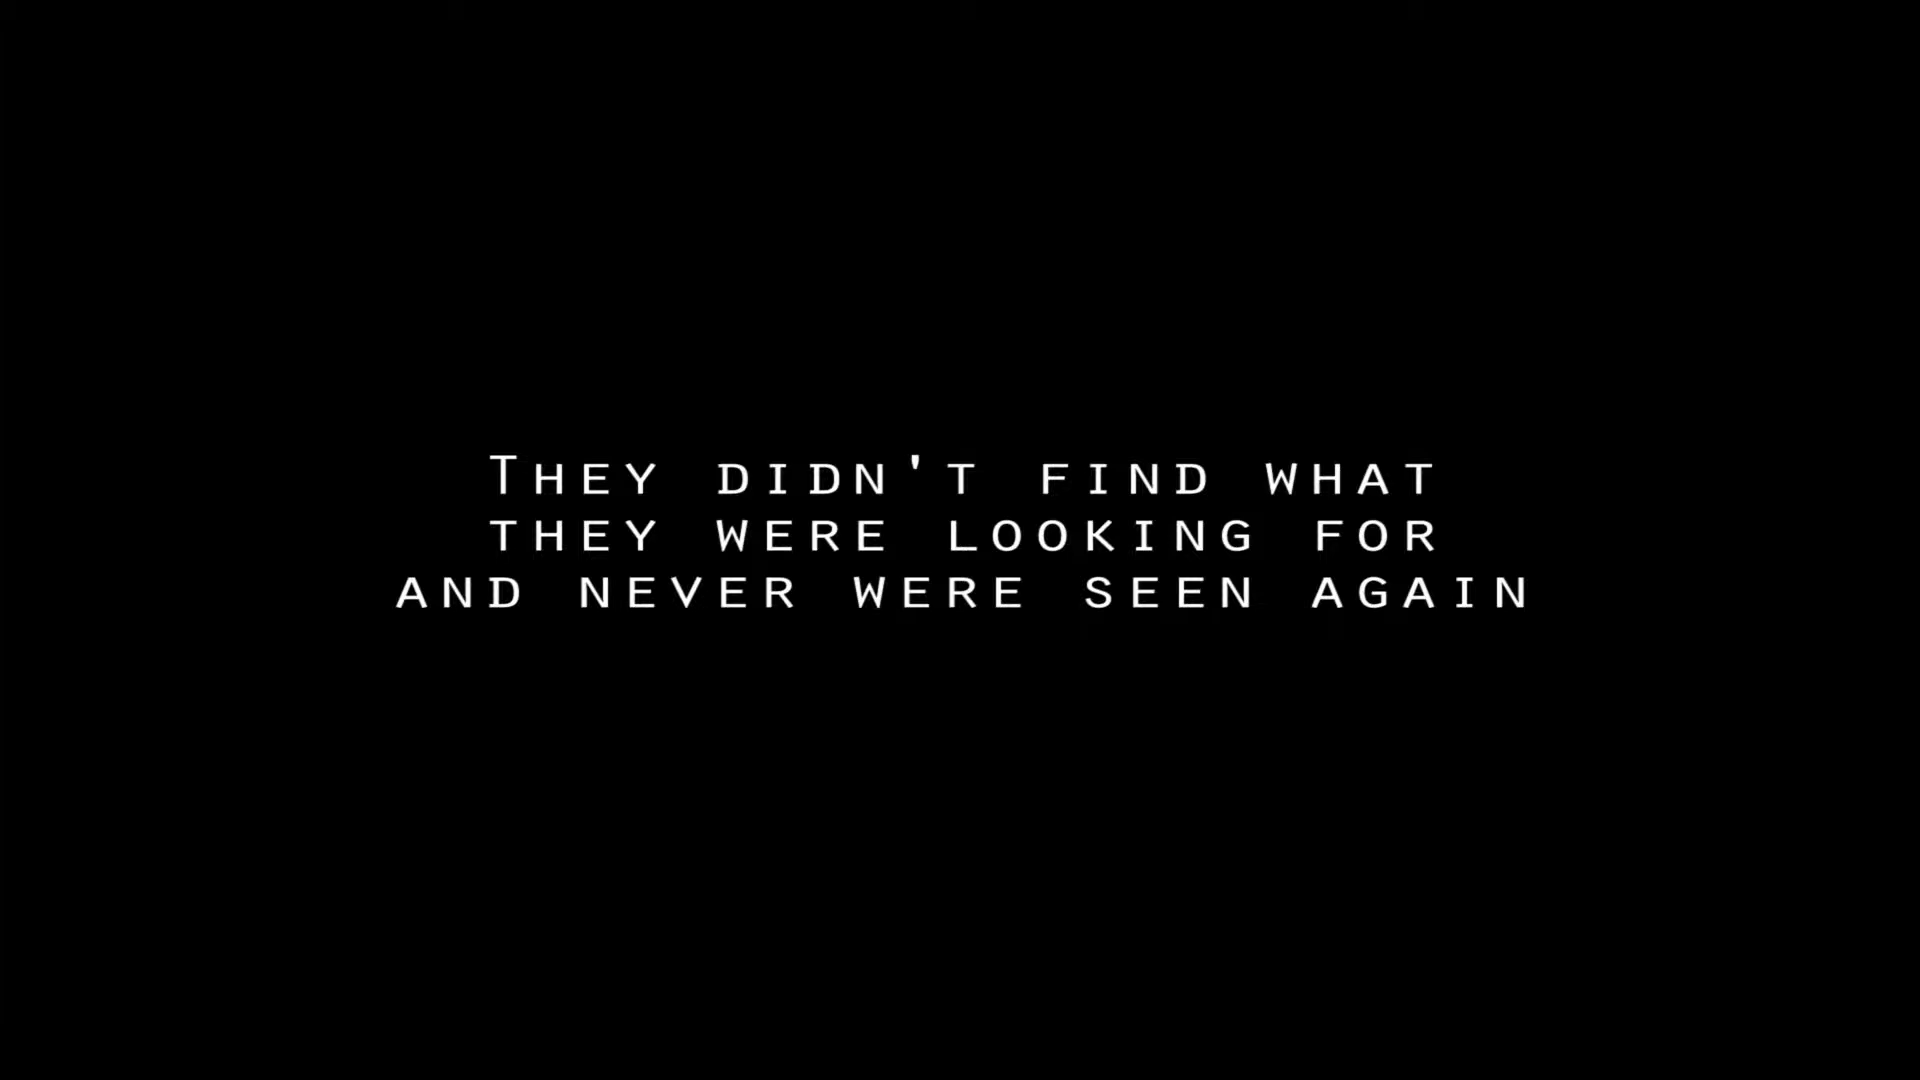 They didn't find what
they were looking for
and never were seen again